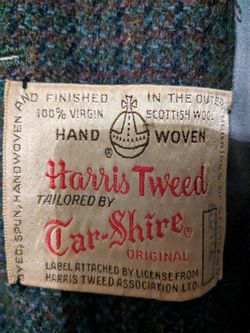 AND FINISHED IN THE OUTER
DYED, SPUN, HANDWOVEN
100% VIRGIN SCOTTISH WOOL
HAND WOVEN
®
Harris Tweed
TAILORED BY
Tar-Shire®
ORIGINAL
LABEL ATTACHED BY LICENSE FROM
HARRIS TWEED ASSOCIATION LTD.